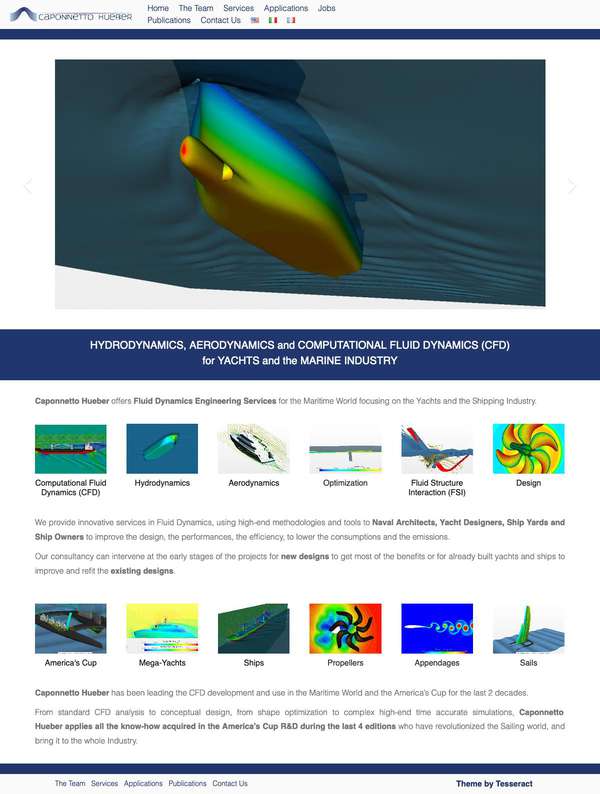 CAPONNETTO HUEBER
Home The Team Services Applications Jobs
Publications Contact Us
HYDRODYNAMICS, AERODYNAMICS and COMPUTATIONAL FLUID DYNAMICS (CFD)
for YACHTS and the MARINE INDUSTRY
Caponnetto Hueber offers Fluid Dynamics Engineering Services for the Maritime World focusing on the Yachts and the Shipping Industry.
Computational Fluid
Dynamics (CFD)
Hydrodynamics
Aerodynamics
Optimization
Fluid Structure
Interaction (FSI)
Design
We provide innovative services in Fluid Dynamics, using high-end methodologies and tools to Naval Architects, Yacht Designers, Ship Yards and
Ship Owners to improve the design, the performances, the efficiency, to lower the consumptions and the emissions.
Our consultancy can intervene at the early stages of the projects for new designs to get most of the benefits or for already built yachts and ships to
improve and refit the existing designs.
America's Cup
Mega-Yachts
Ships
Propellers
Appendages
Sails
Caponnetto Hueber has been leading the CFD development and use in the Maritime World and the America's Cup for the last 2 decades.
From standard CFD analysis to conceptual design, from shape optimization to complex high-end time accurate simulations, Caponnetto
Hueber applies all the know-how acquired in the America's Cup R&D during the last 4 editions who have revolutionized the Sailing world, and
bring it to the whole Industry.
The Team Services Applications Publications Contact Us
Theme by Tesseract